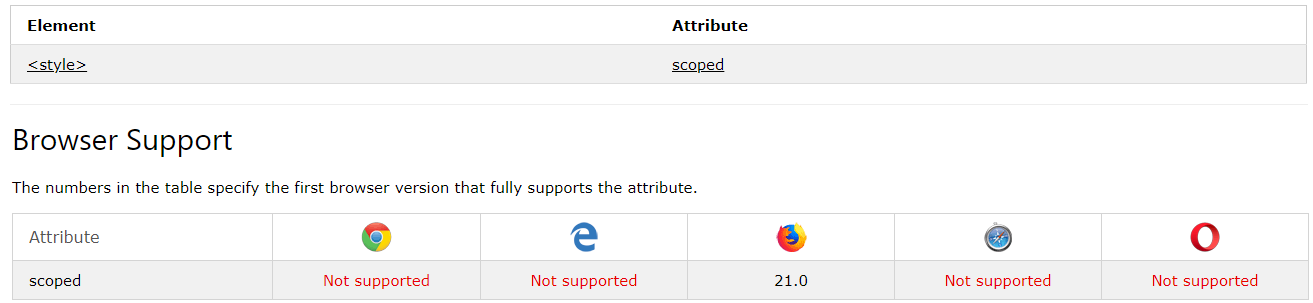 Element Attribute
<style> scoped
Browser Support
The numbers in the table specify the first browser version that fully supports the attribute.
Attribute
scoped Not supported Not supported 21.0 Not supported Not supported